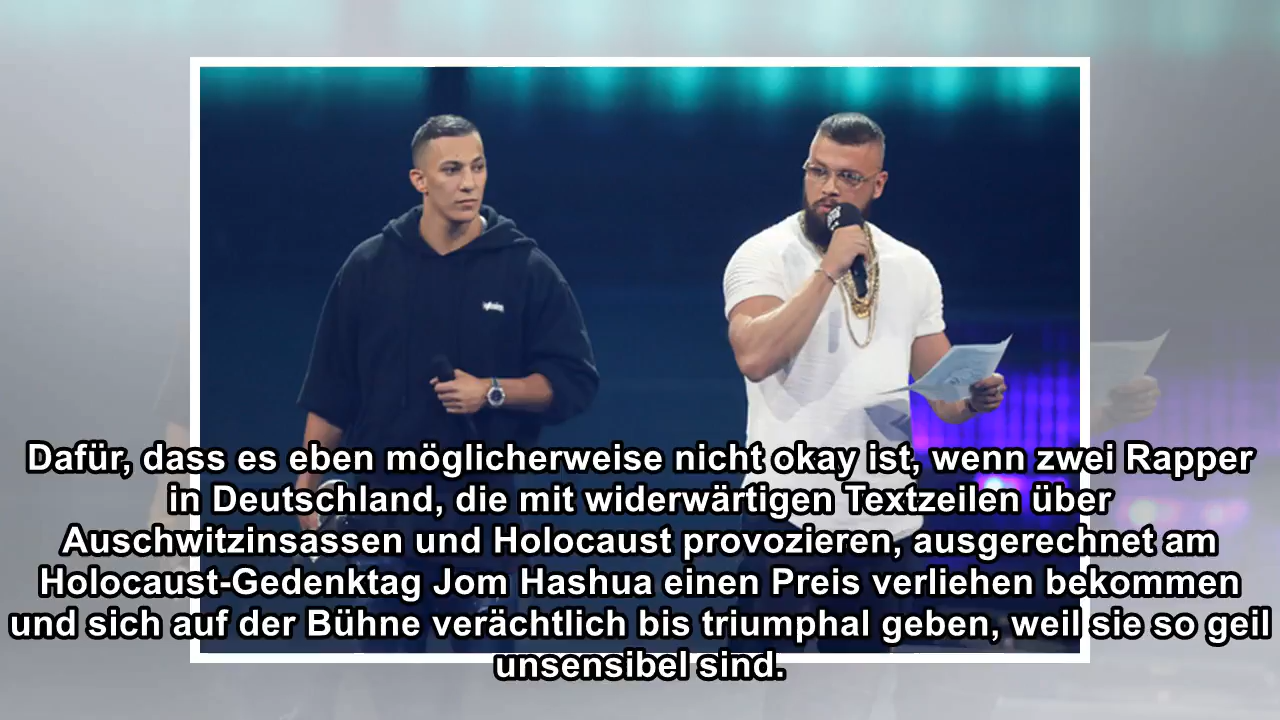 Dafür, dass es eben möglicherweise nicht okay ist, wenn zwei Rapper
in Deutschland, die mit widerwärtigen Textzeilen über
Auschwitzinsassen und Holocaust provozieren, ausgerechnet am
Holocaust-Gedenktag Jom Hashua einen Preis verliehen bekommen
und sich auf der Bühne verächtlich bis triumphal geben, weil sie so geil
unsensibel sind.